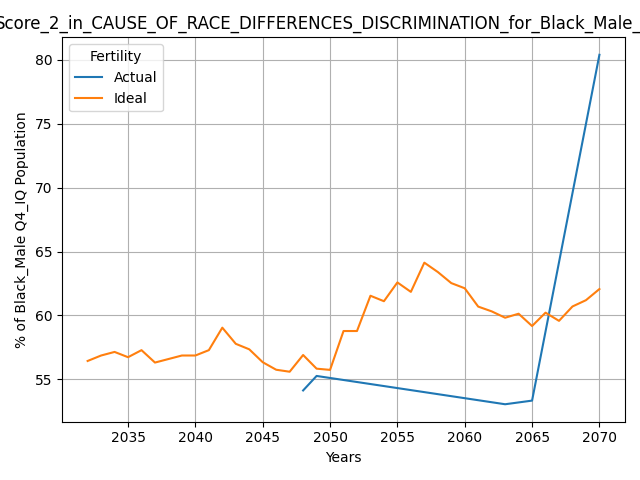 Score_2_in_CAUSE_OF_RACE_DIFFERENCES_DISCRIMINATION_for_Black_Male_
Fertility
Actual
Ideal
% of Black_Male Q4_IQ Population
80
75
70
65
60
55
2035 2040 2045 2050 2055 2060 2065 2070
Years